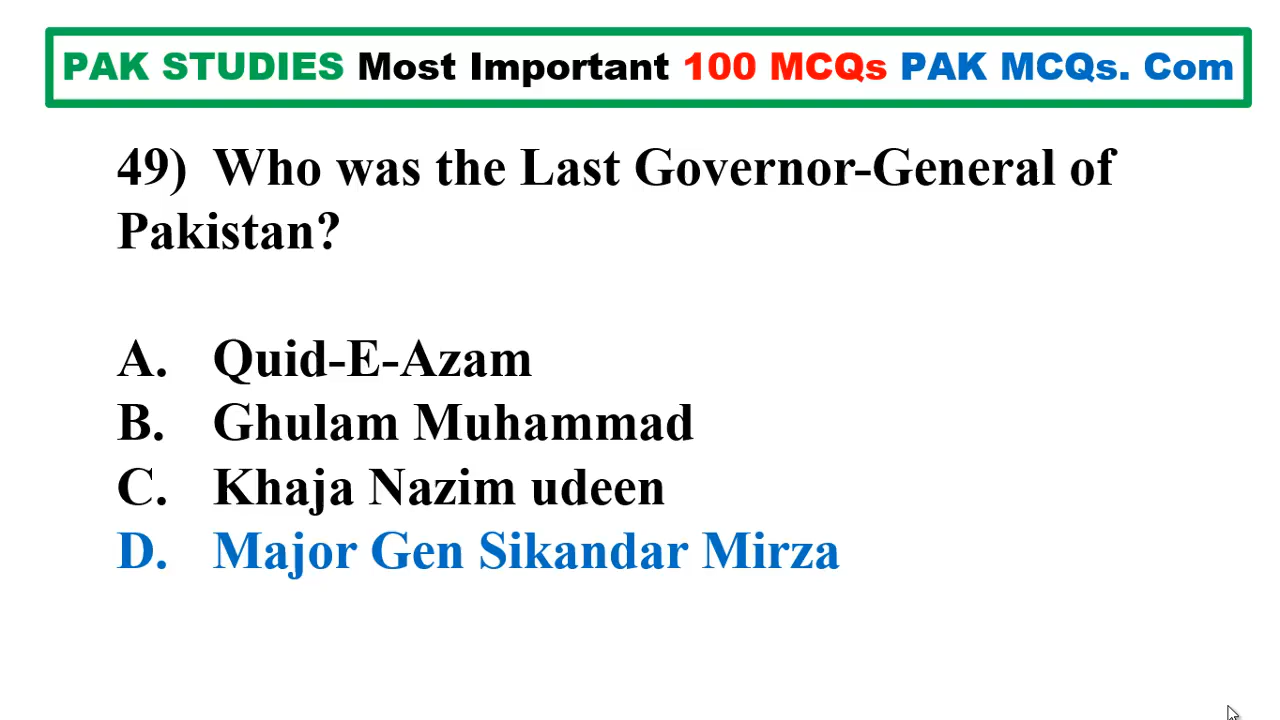 PAK STUDIES Most Important 100 MCQs PAK MCQs. Com
49) Who was the Last Governor-General of
Pakistan?
A. Quid-E-Azam
B. Ghulam Muhammad
C. Khaja Nazim udeen
D. Major Gen Sikandar Mirza